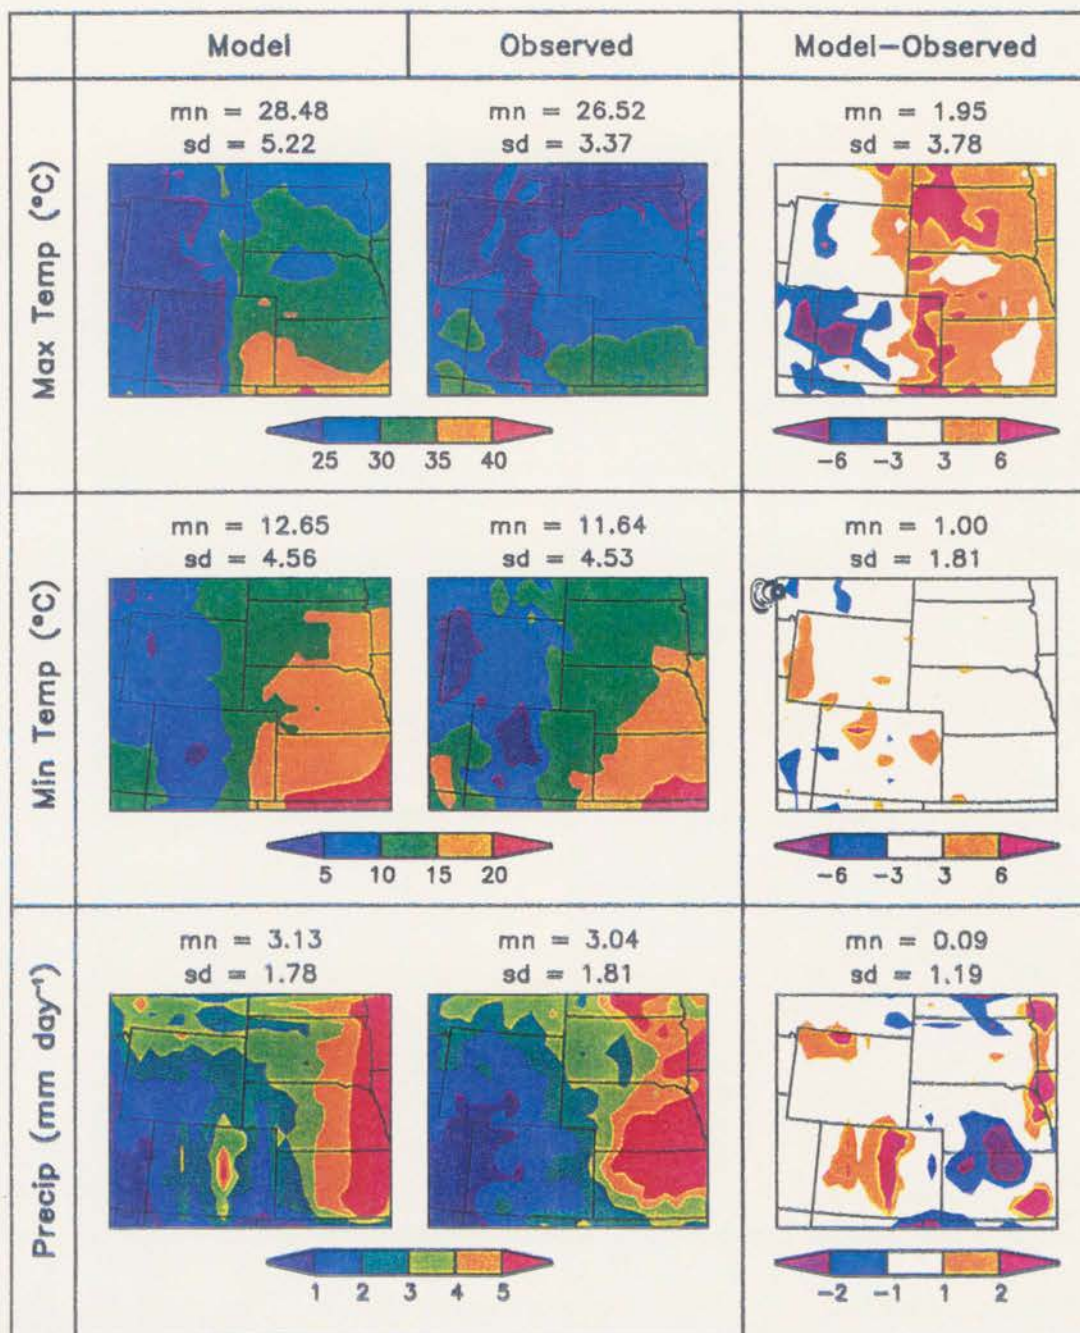 Model Observed Model-Observed
Max Temp (°C)
mn = 28.48 mn = 26.52 mn = 1.95
sd = 5.22 sd = 3.37 sd = 3.78
25 30 35 40 -6 -3 3 6
Min Temp (°C)
mn = 12.65 mn = 11.64 mn = 1.00
sd = 4.56 sd = 4.53 sd = 1.81
5 10 15 20 -6 -3 3 6
Precip (mm day⁻¹)
mn = 3.13 mn = 3.04 mn = 0.09
sd = 1.78 sd = 1.81 sd = 1.19
1 2 3 4 5 -2 -1 1 2